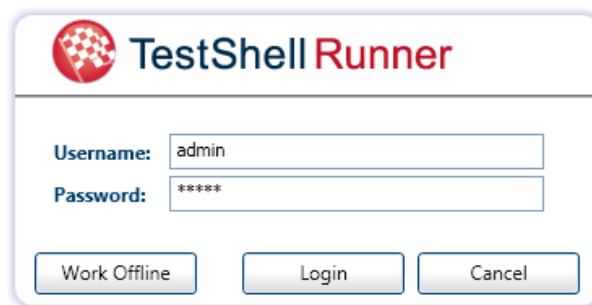 TestShell Runner
Username: admin
Password: *****
Work Offline Login Cancel